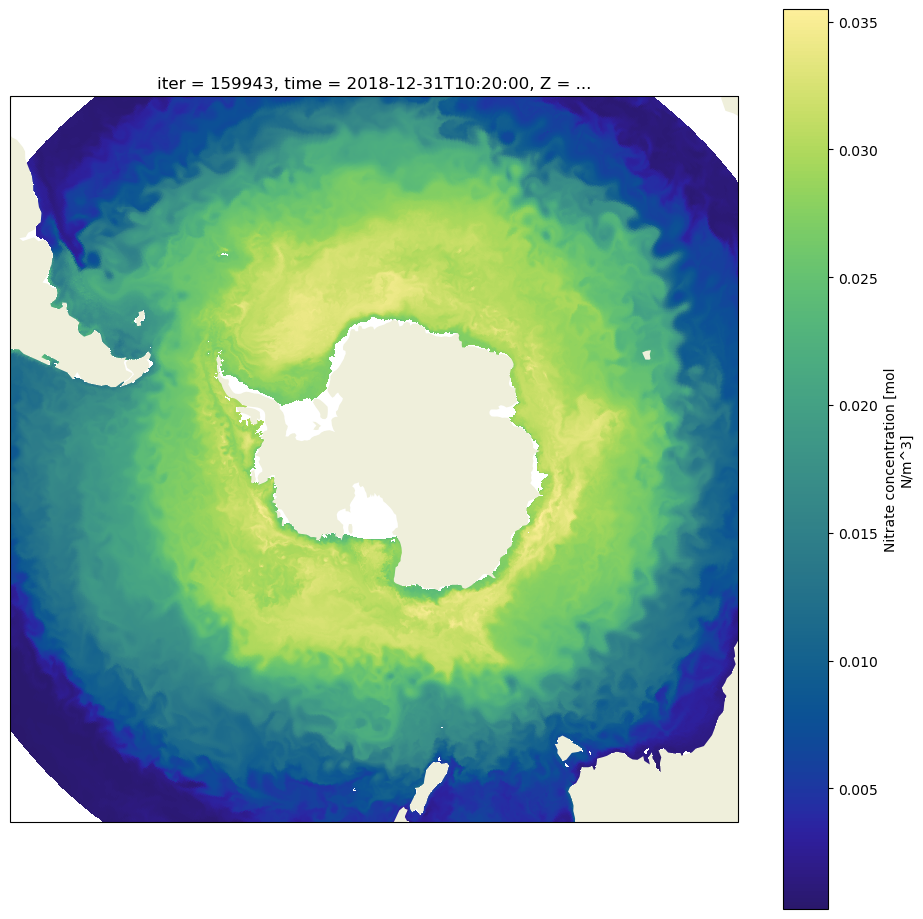 iter = 159943, time = 2018-12-31T10:20:00, Z = ...
0.035
0.030
0.025
0.020
0.015
0.010
0.005
Nitrate concentration [mol
N/m^3]